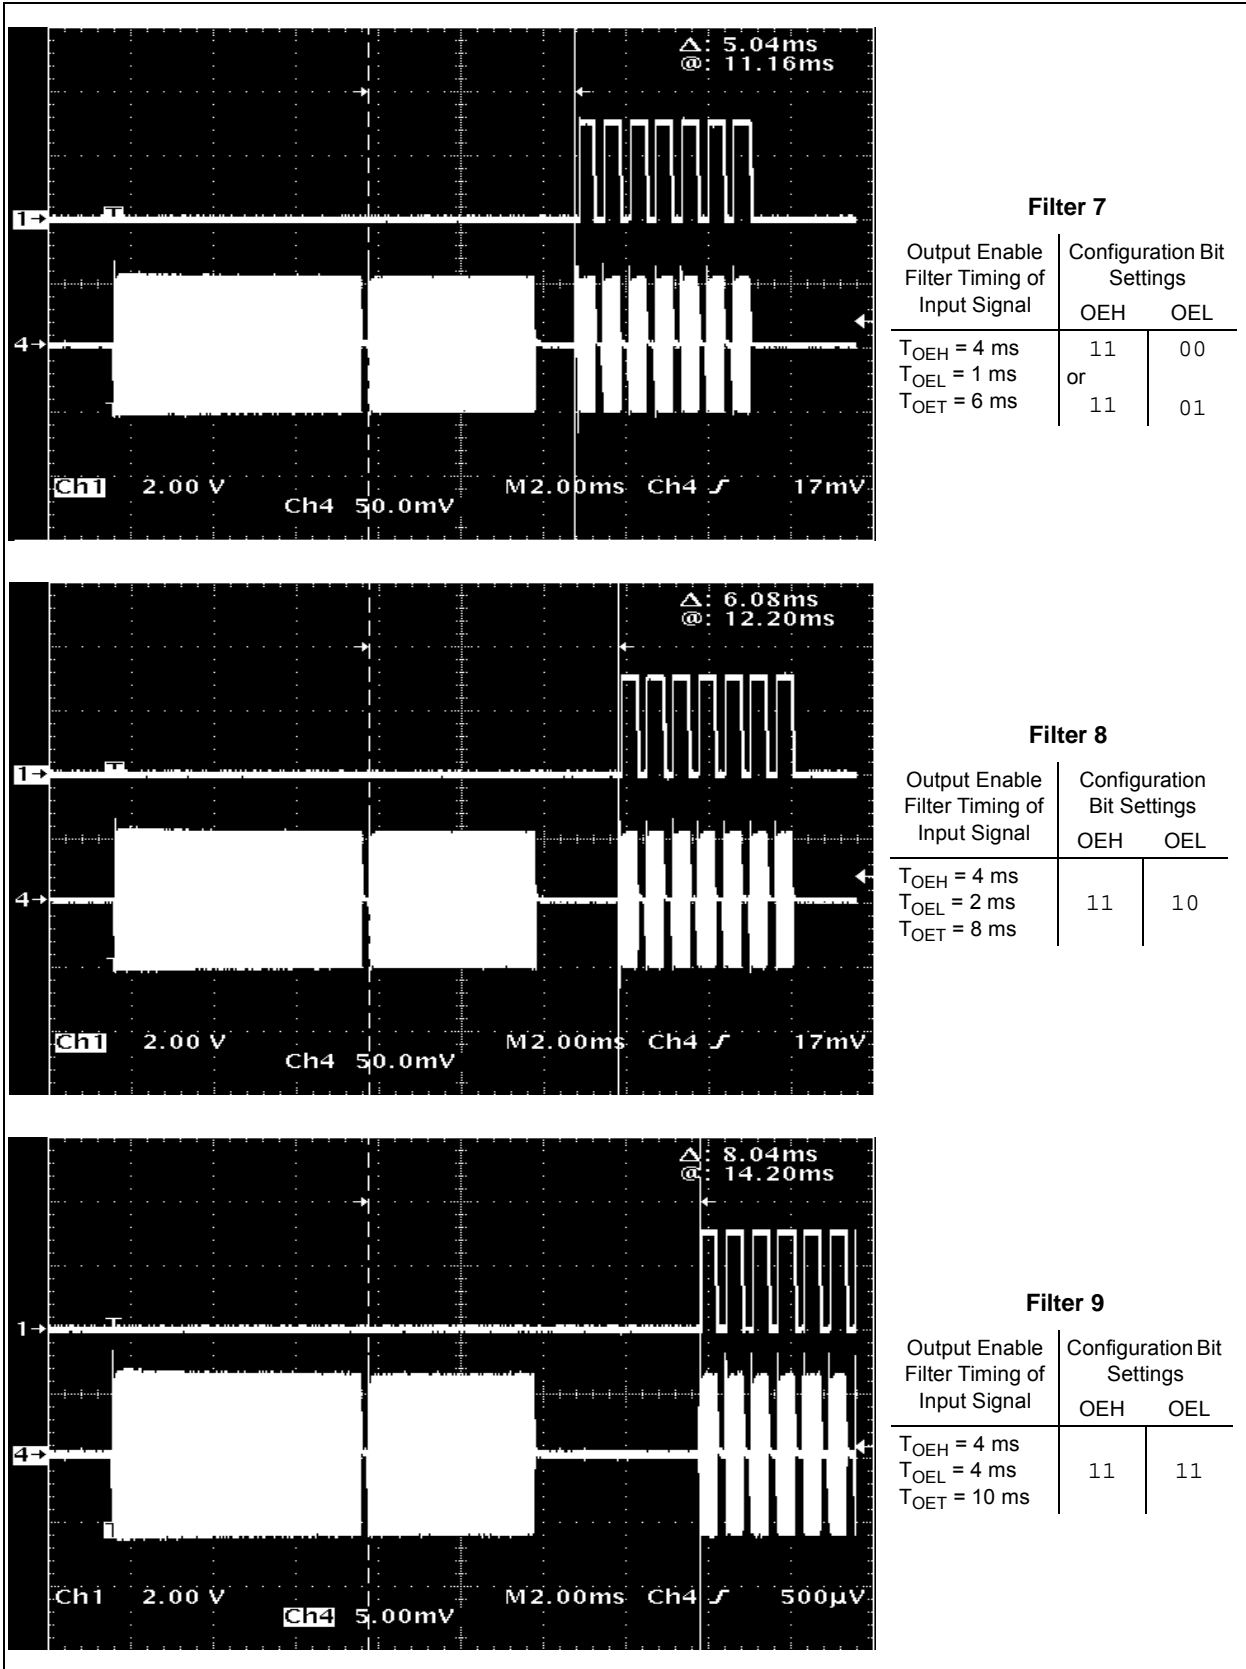 Δ: 5.04ms
@: 11.16ms
T
1→
4→
Ch1 2.00 V M2.00ms Ch4 17mV
Ch4 50.0mV
Filter 7
Output Enable Filter Timing of Input Signal
Configuration Bit Settings
OEH OEL
TOEH = 4 ms 11 00
TOEL = 1 ms or
TOET = 6 ms 11 01
Δ: 6.08ms
@: 12.20ms
T
1→
4→
Ch1 2.00 V M2.00ms Ch4 17mV
Ch4 50.0mV
Filter 8
Output Enable Filter Timing of Input Signal
Configuration Bit Settings
OEH OEL
TOEH = 4 ms
TOEL = 2 ms 11 10
TOET = 8 ms
Δ: 8.04ms
@: 14.20ms
T
1→
4→
Ch1 2.00 V M2.00ms Ch4 500µV
Ch4 5.00mV
Filter 9
Output Enable Filter Timing of Input Signal
Configuration Bit Settings
OEH OEL
TOEH = 4 ms
TOEL = 4 ms 11 11
TOET = 10 ms